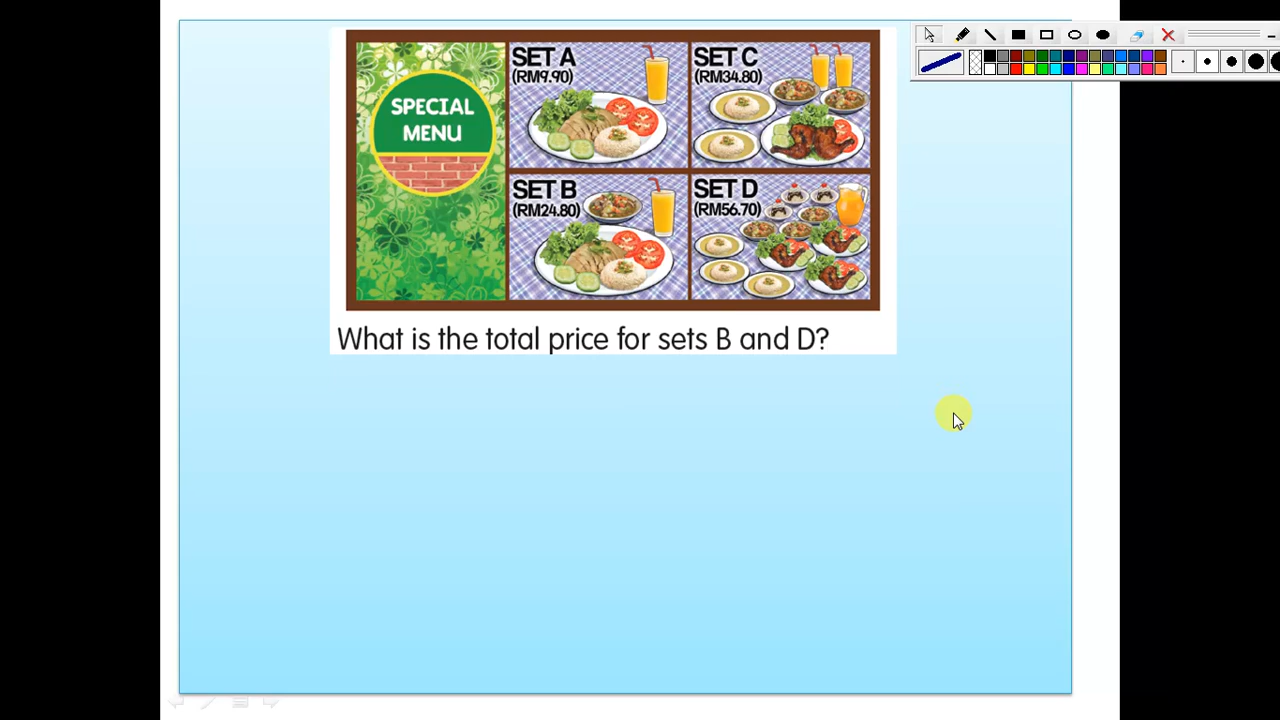 SPECIAL
MENU
SET A
(RM9.90)
SET C
(RM34.80)
SET B
(RM24.80)
SET D
(RM56.70)
What is the total price for sets B and D?